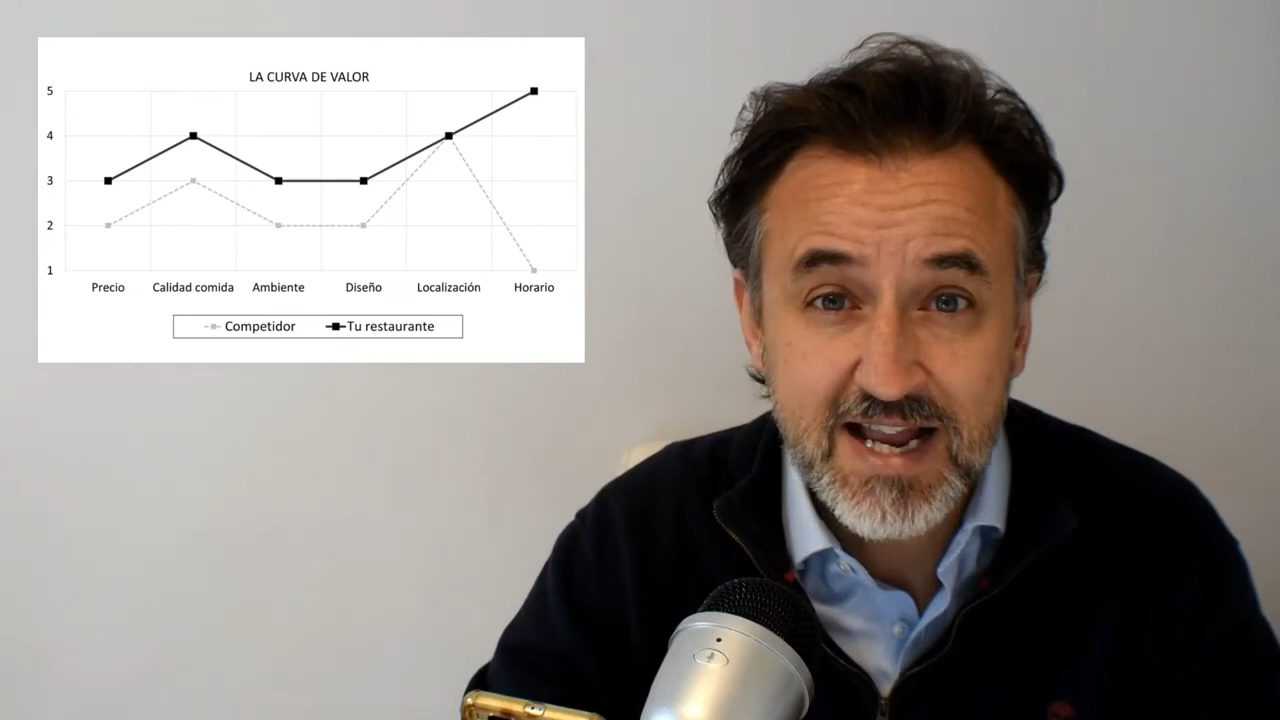 LA CURVA DE VALOR
5
4
3
2
1
Precio Calidad comida Ambiente Diseño Localización Horario
Competidor Tu restaurante